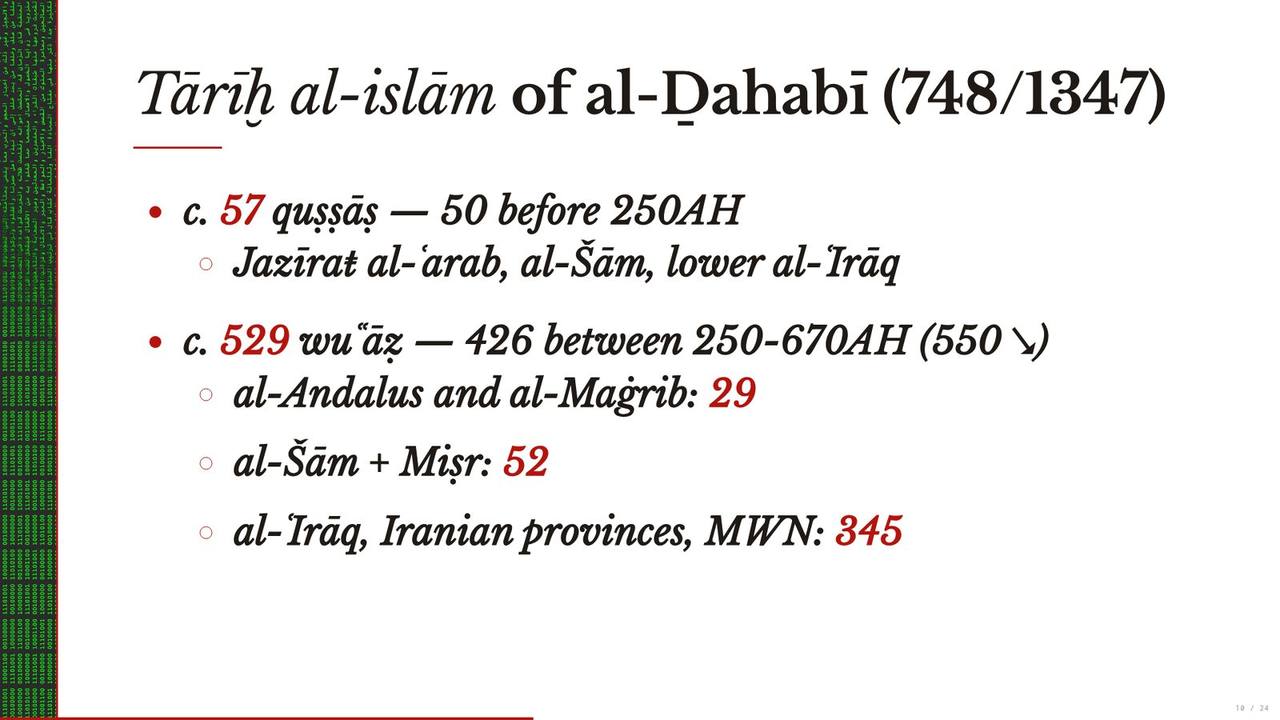 Tārīḫ al-islām of al-Ḏahabī (748/1347)
• c. 57 quṣṣāṣ — 50 before 250AH
○ Jazīraŧ al-ʿarab, al-Šām, lower al-ʿIrāq
• c. 529 wuʿʿāẓ — 426 between 250-670AH (550 ↘)
○ al-Andalus and al-Maġrib: 29
○ al-Šām + Miṣr: 52
○ al-ʿIrāq, Iranian provinces, MWN: 345
10 / 24